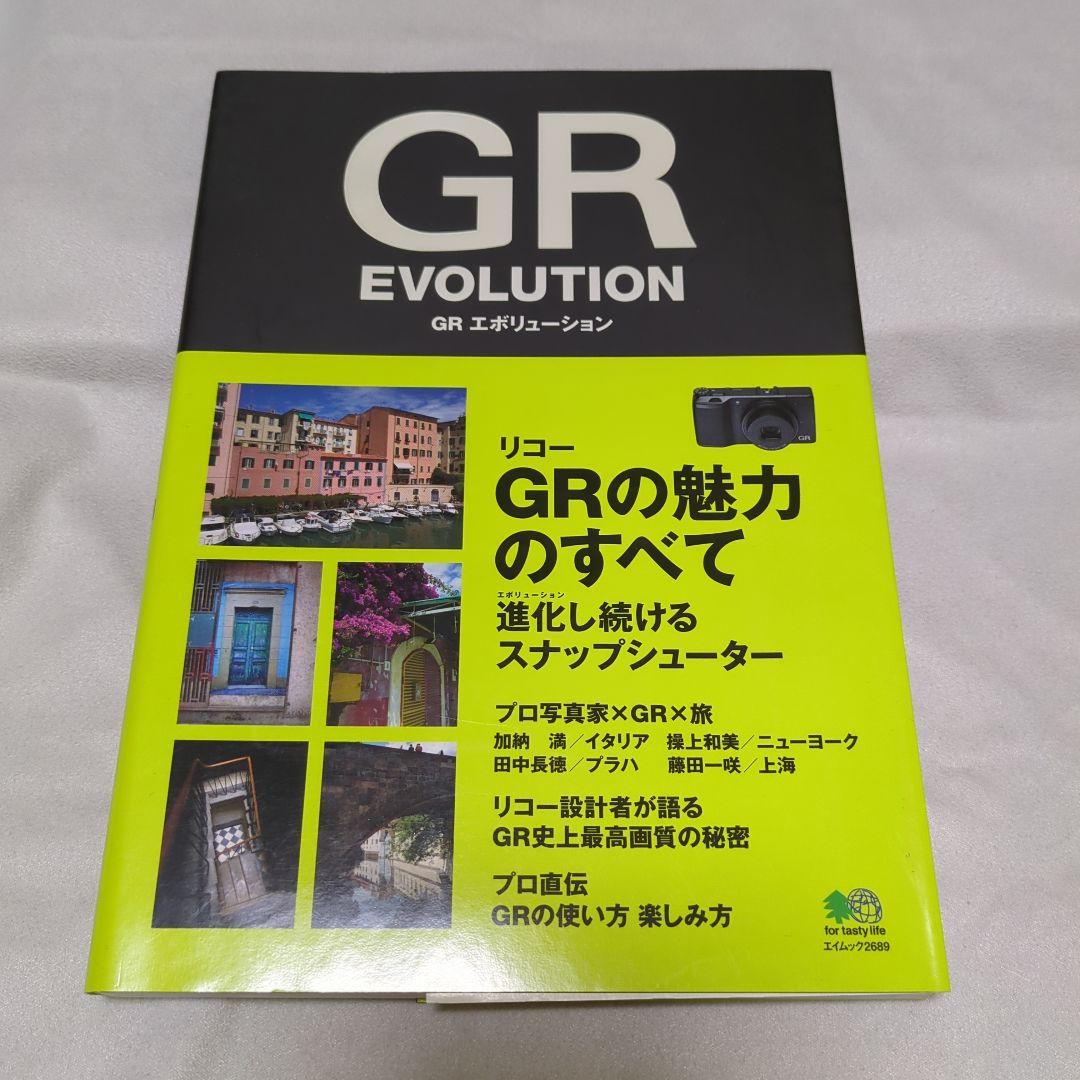 GR
EVOLUTION
GR エボリューション
GR
リコー
GRの魅力
のすべて
エボリューション
進化し続ける
スナップシューター
プロ写真家×GR×旅
加納 満／イタリア 操上和美／ニューヨーク
田中長徳／プラハ 藤田一咲／上海
リコー設計者が語る
GR史上最高画質の秘密
プロ直伝
GRの使い方 楽しみ方
for tasty life
エイムック2689